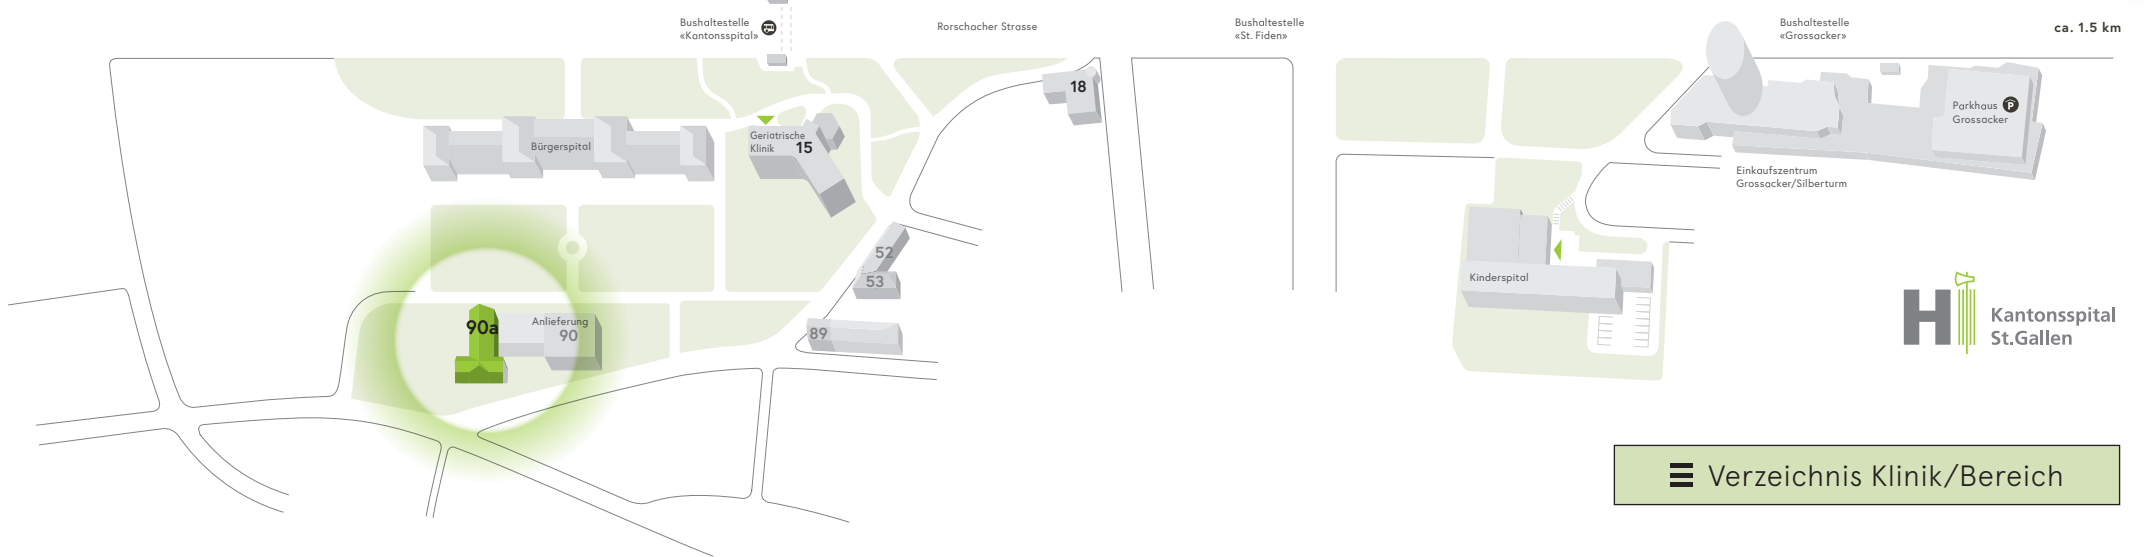 Bushaltestelle
«Kantonsspital»
Rorschacher Strasse
Bushaltestelle
«St. Fiden»
Bushaltestelle
«Grossacker»
ca. 1.5 km
18
Parkhaus P
Grossacker
Bürgerspital
Geriatrische
Klinik 15
Einkaufszentrum
Grossacker/Silberturm
52
53
Kinderspital
90a
Anlieferung
90
89
H
Kantonsspital
St.Gallen
Verzeichnis Klinik/Bereich